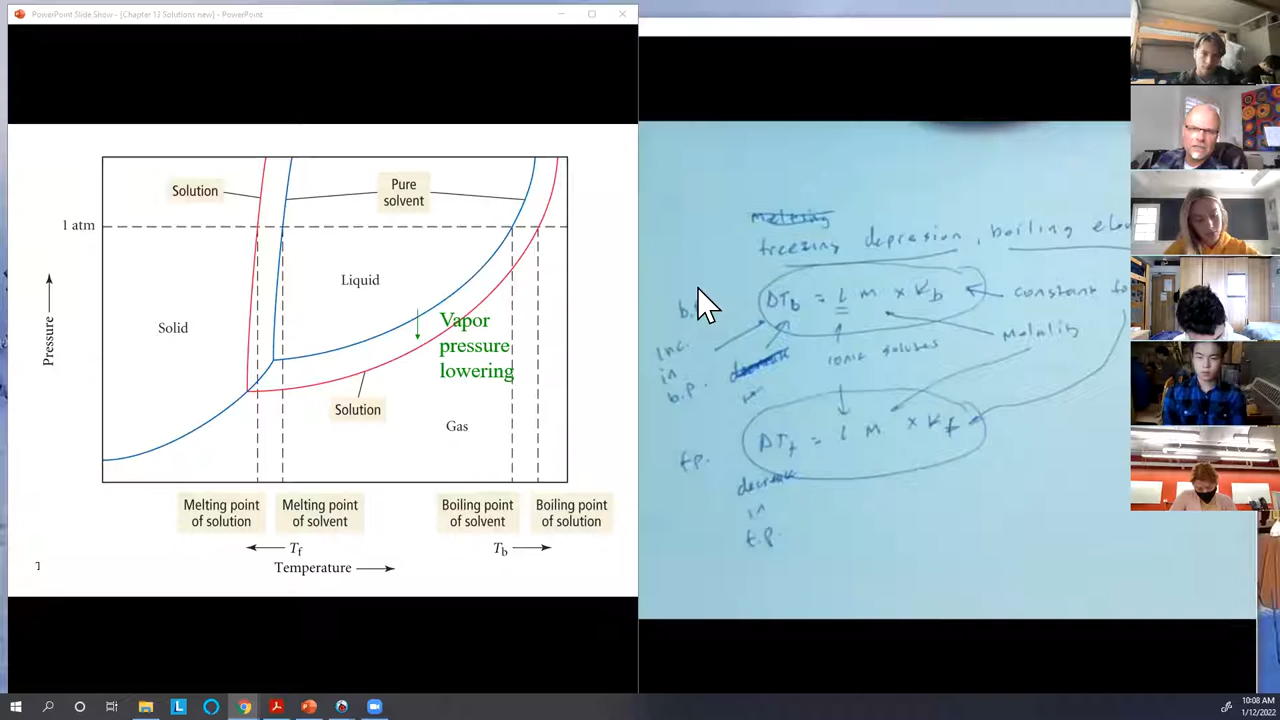 PowerPoint Slide Show - [Chapter 13 Solutions new] - PowerPoint
Solution
Pure
solvent
1 atm
Liquid
Solid
Vapor
pressure
lowering
Pressure
Solution
Gas
Melting point
of solution
Melting point
of solvent
Boiling point
of solvent
Boiling point
of solution
Tf
Tb
Temperature
freezing depresion, boiling elev
ΔTb = i m × Kb
constant fo
b.p.
molality
inc.
in
b.p.
decrease
ionic solutes
ΔTf = i m × Kf
f.p.
decrease
in
f.p.
10:08 AM
1/12/2022